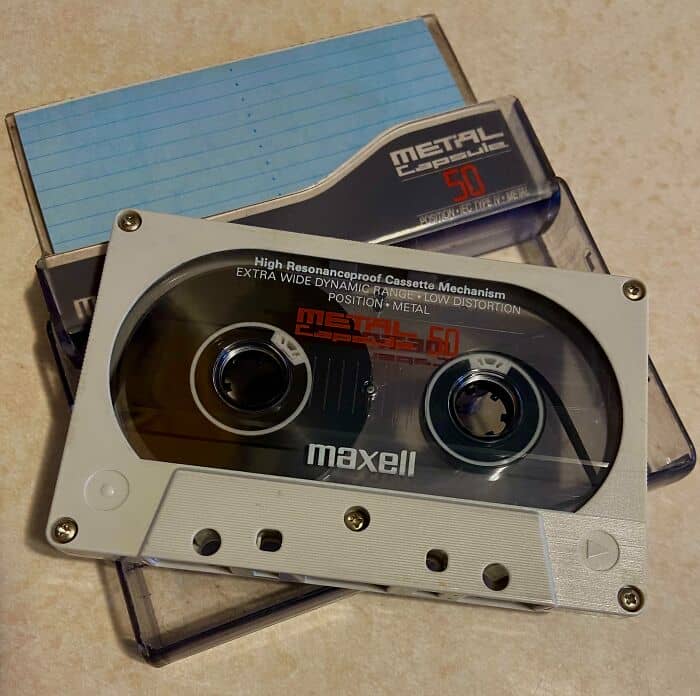 METAL
capsule
50
POSITION • IEC TYPE IV • METAL
High Resonanceproof Cassette Mechanism
EXTRA WIDE DYNAMIC RANGE • LOW DISTORTION
POSITION • METAL
METAL
capsule 50
maxell